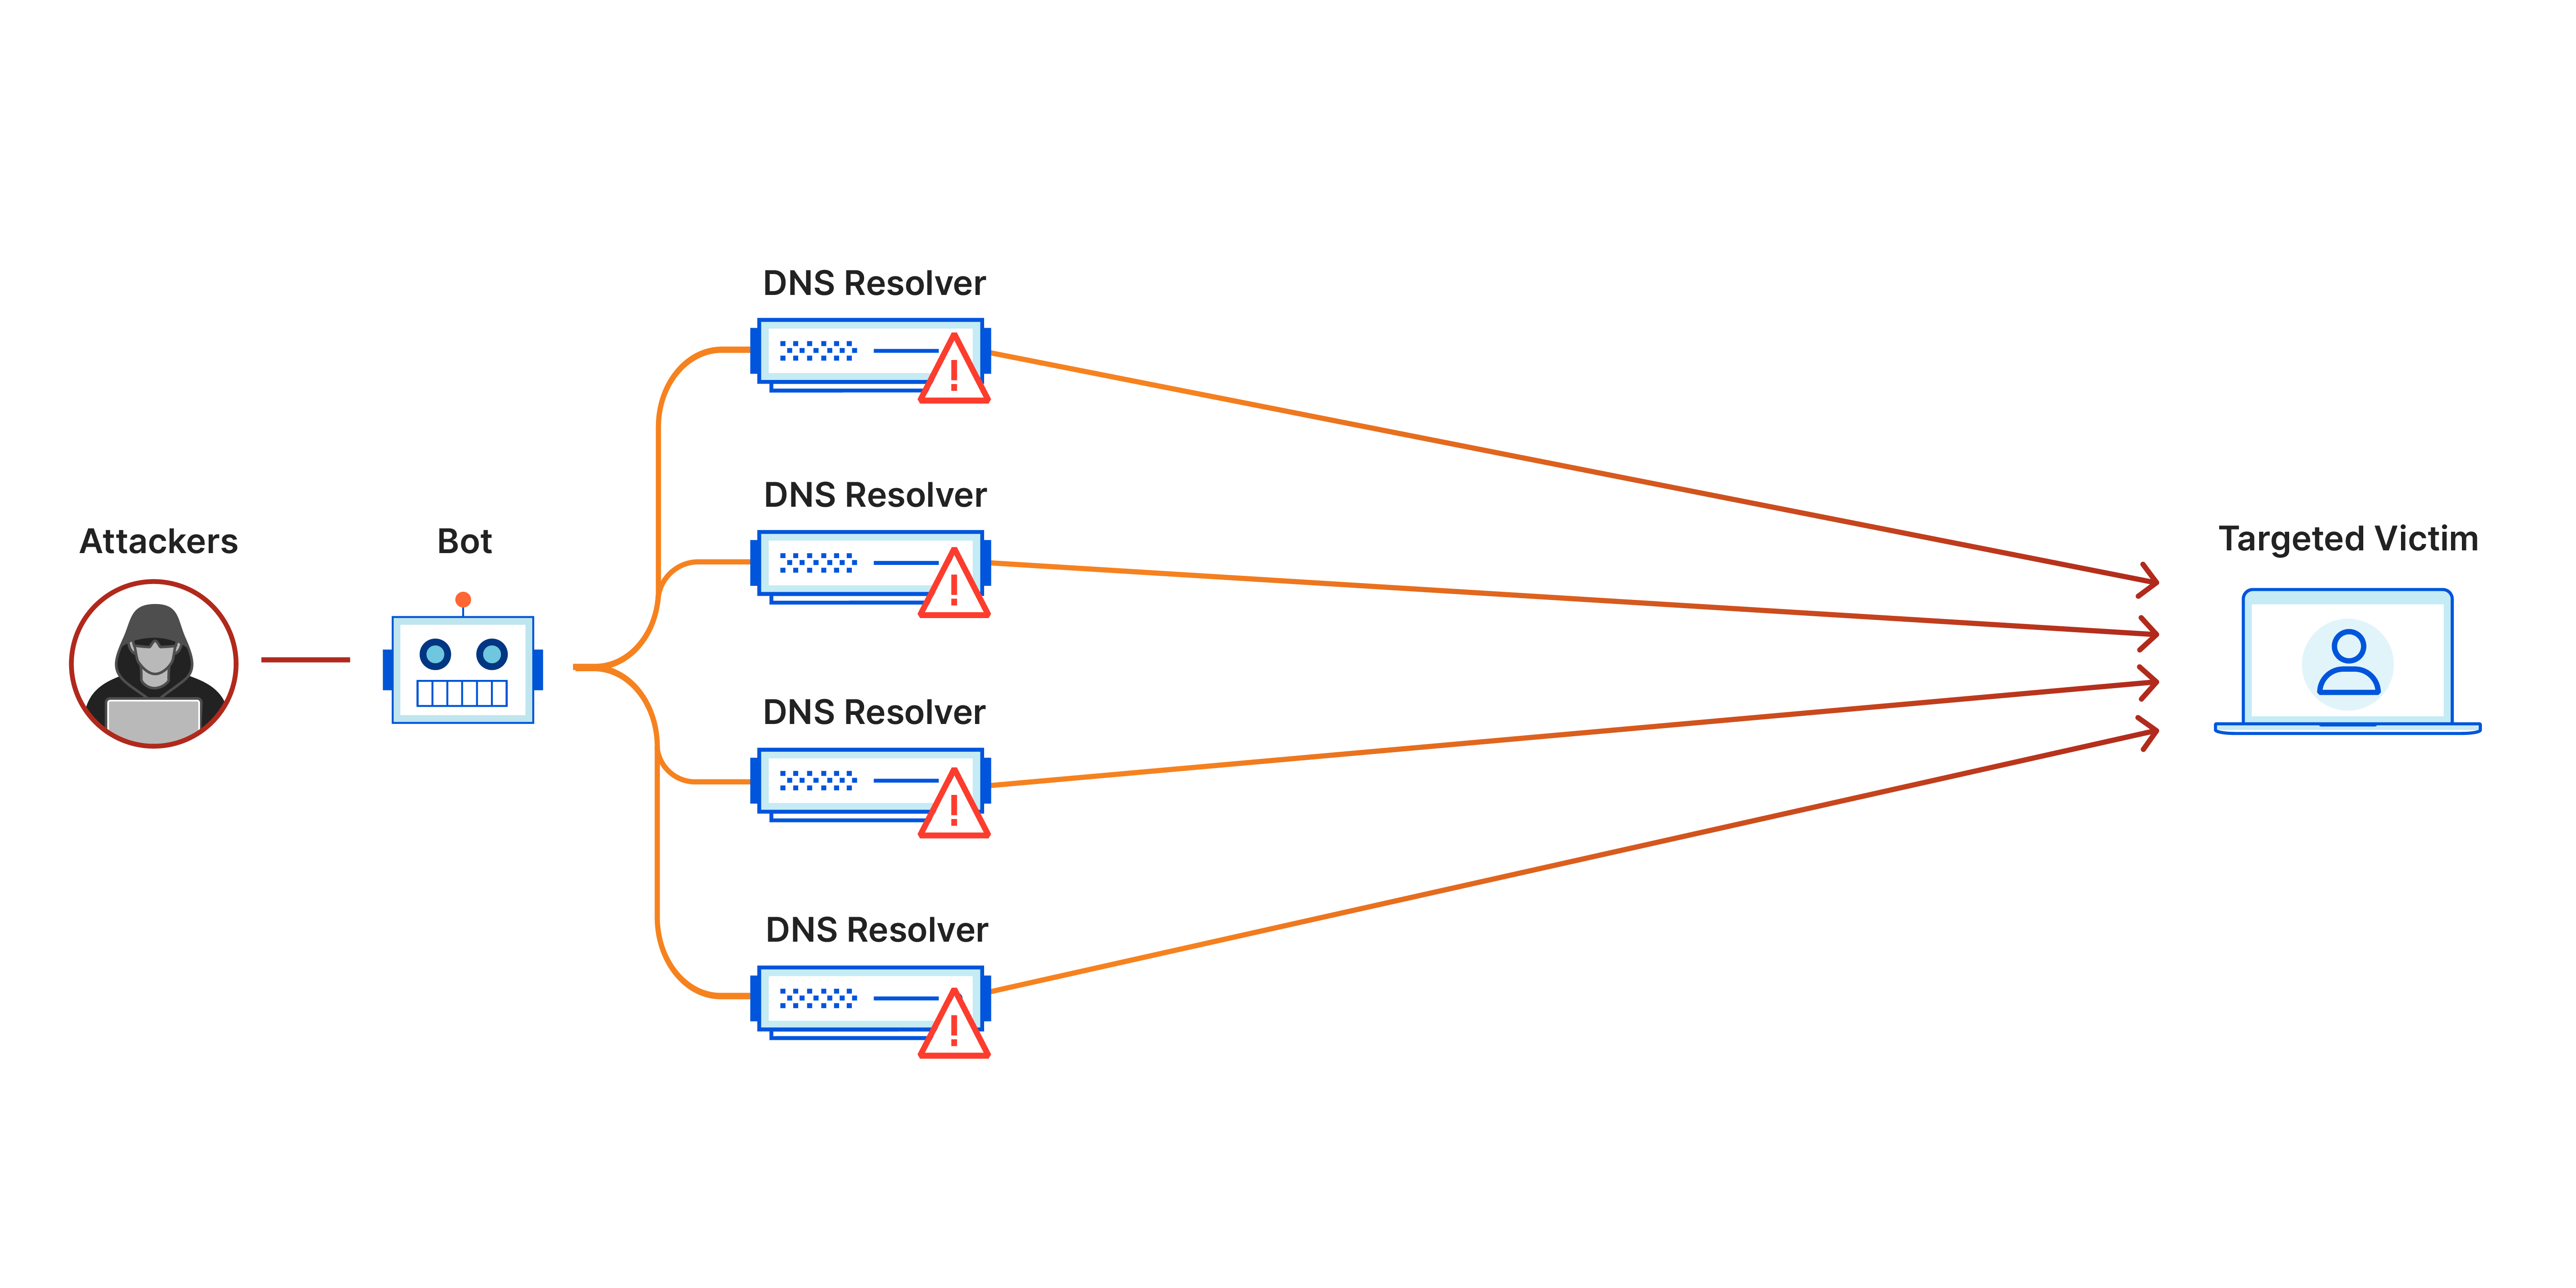 Attackers
Bot
DNS Resolver
DNS Resolver
DNS Resolver
DNS Resolver
Targeted Victim